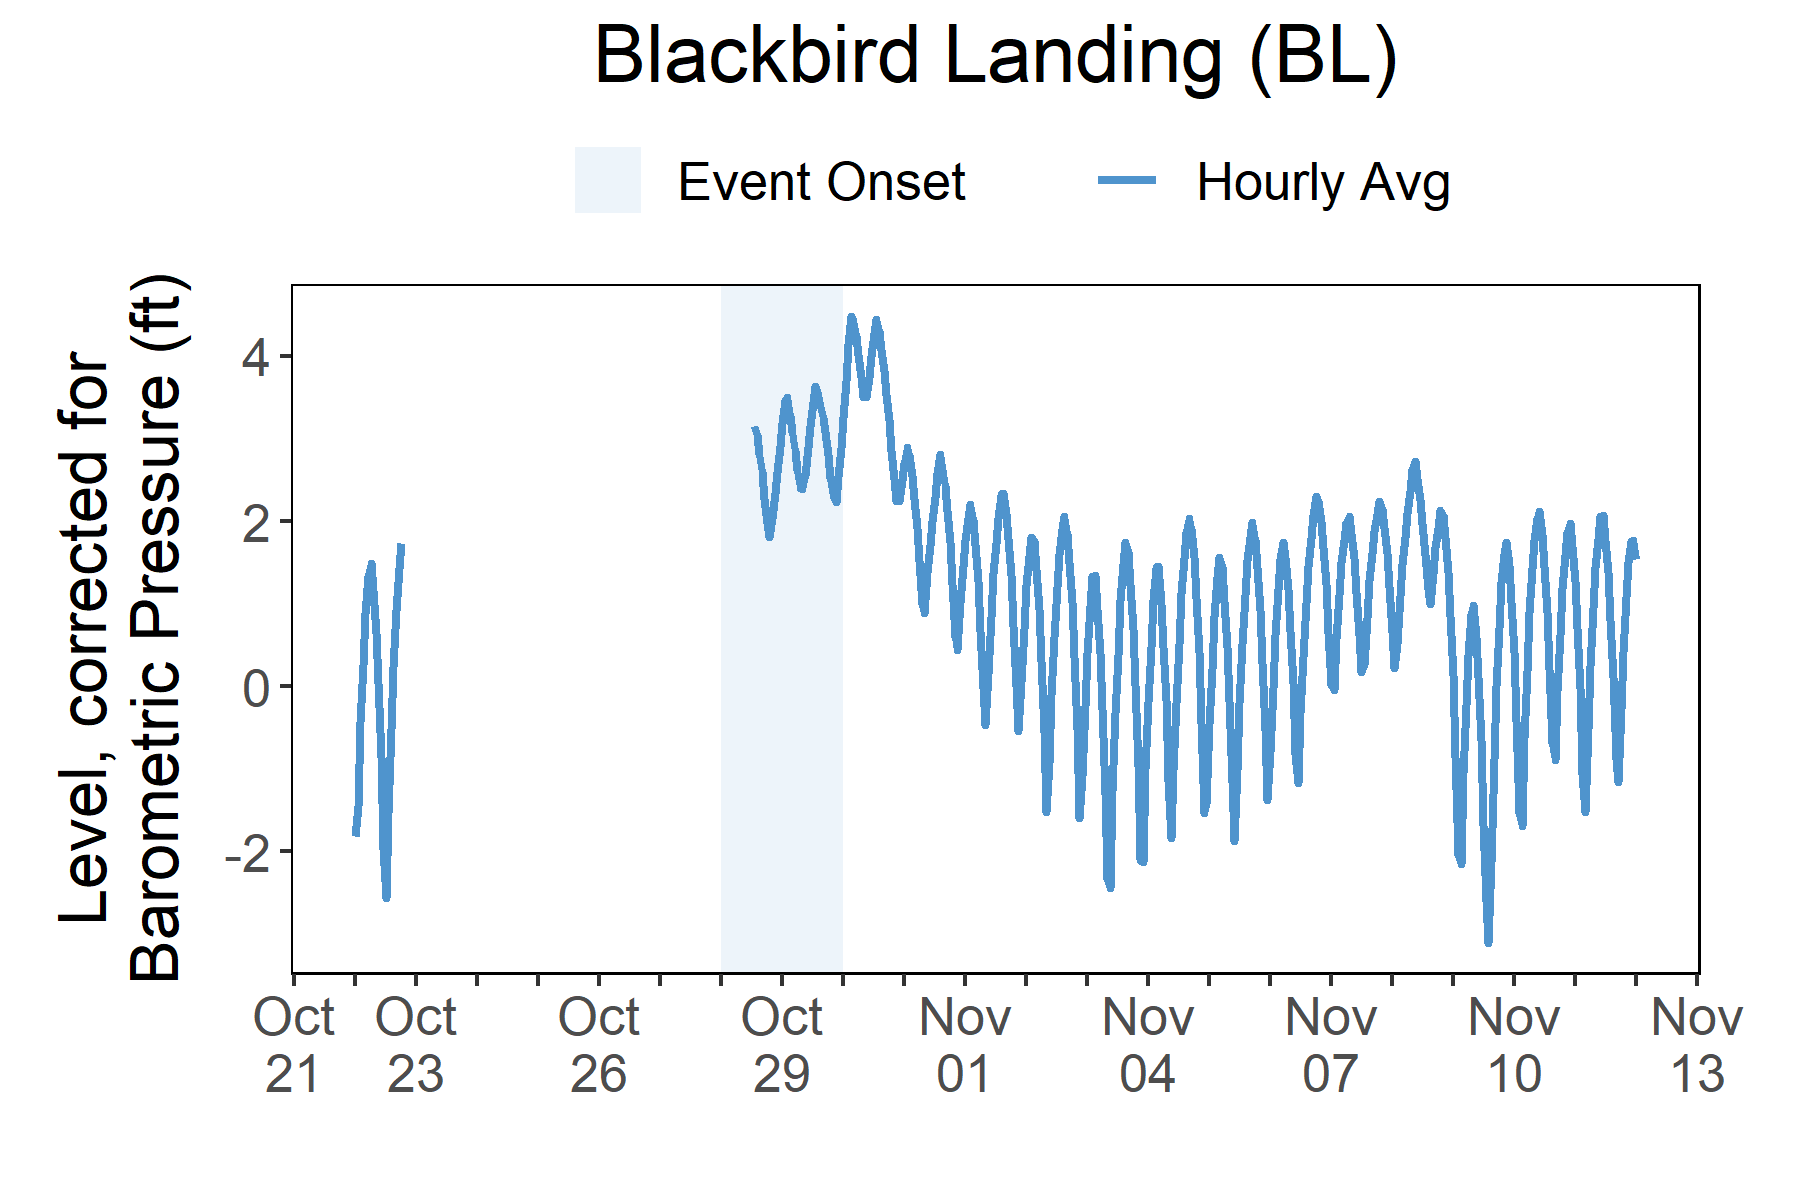 Blackbird Landing (BL)
Event Onset
Hourly Avg
Level, corrected for
Barometric Pressure (ft)
4
2
0
-2
Oct Oct Oct Oct Nov Nov Nov Nov Nov
21 23 26 29 01 04 07 10 13